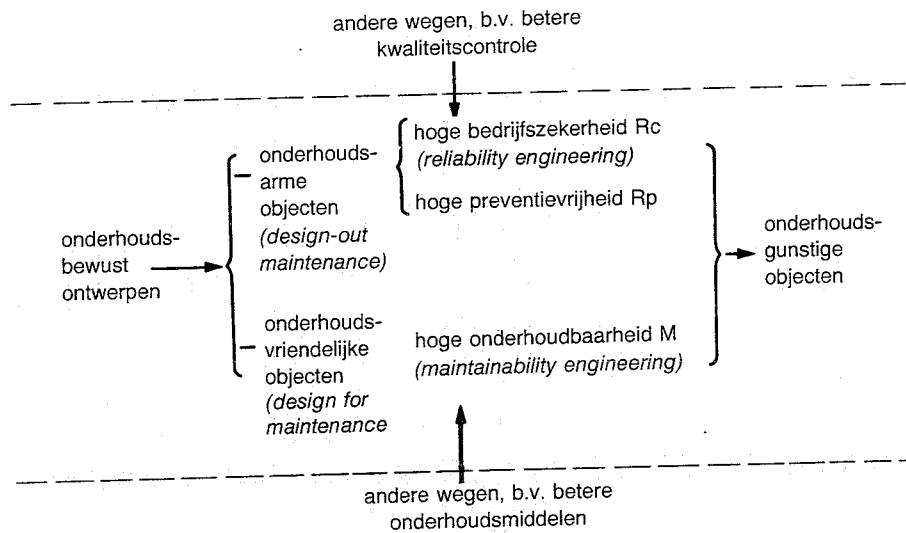 andere wegen, b.v. betere
kwaliteitscontrole
onderhouds-
bewust
ontwerpen
onderhouds-
arme
objecten
(design-out
maintenance)
hoge bedrijfszekerheid Rc
(reliability engineering)
hoge preventievrijheid Rp
onderhouds-
vriendelijke
objecten
(design for
maintenance
hoge onderhoudbaarheid M
(maintainability engineering)
onderhouds-
gunstige
objecten
andere wegen, b.v. betere
onderhoudsmiddelen